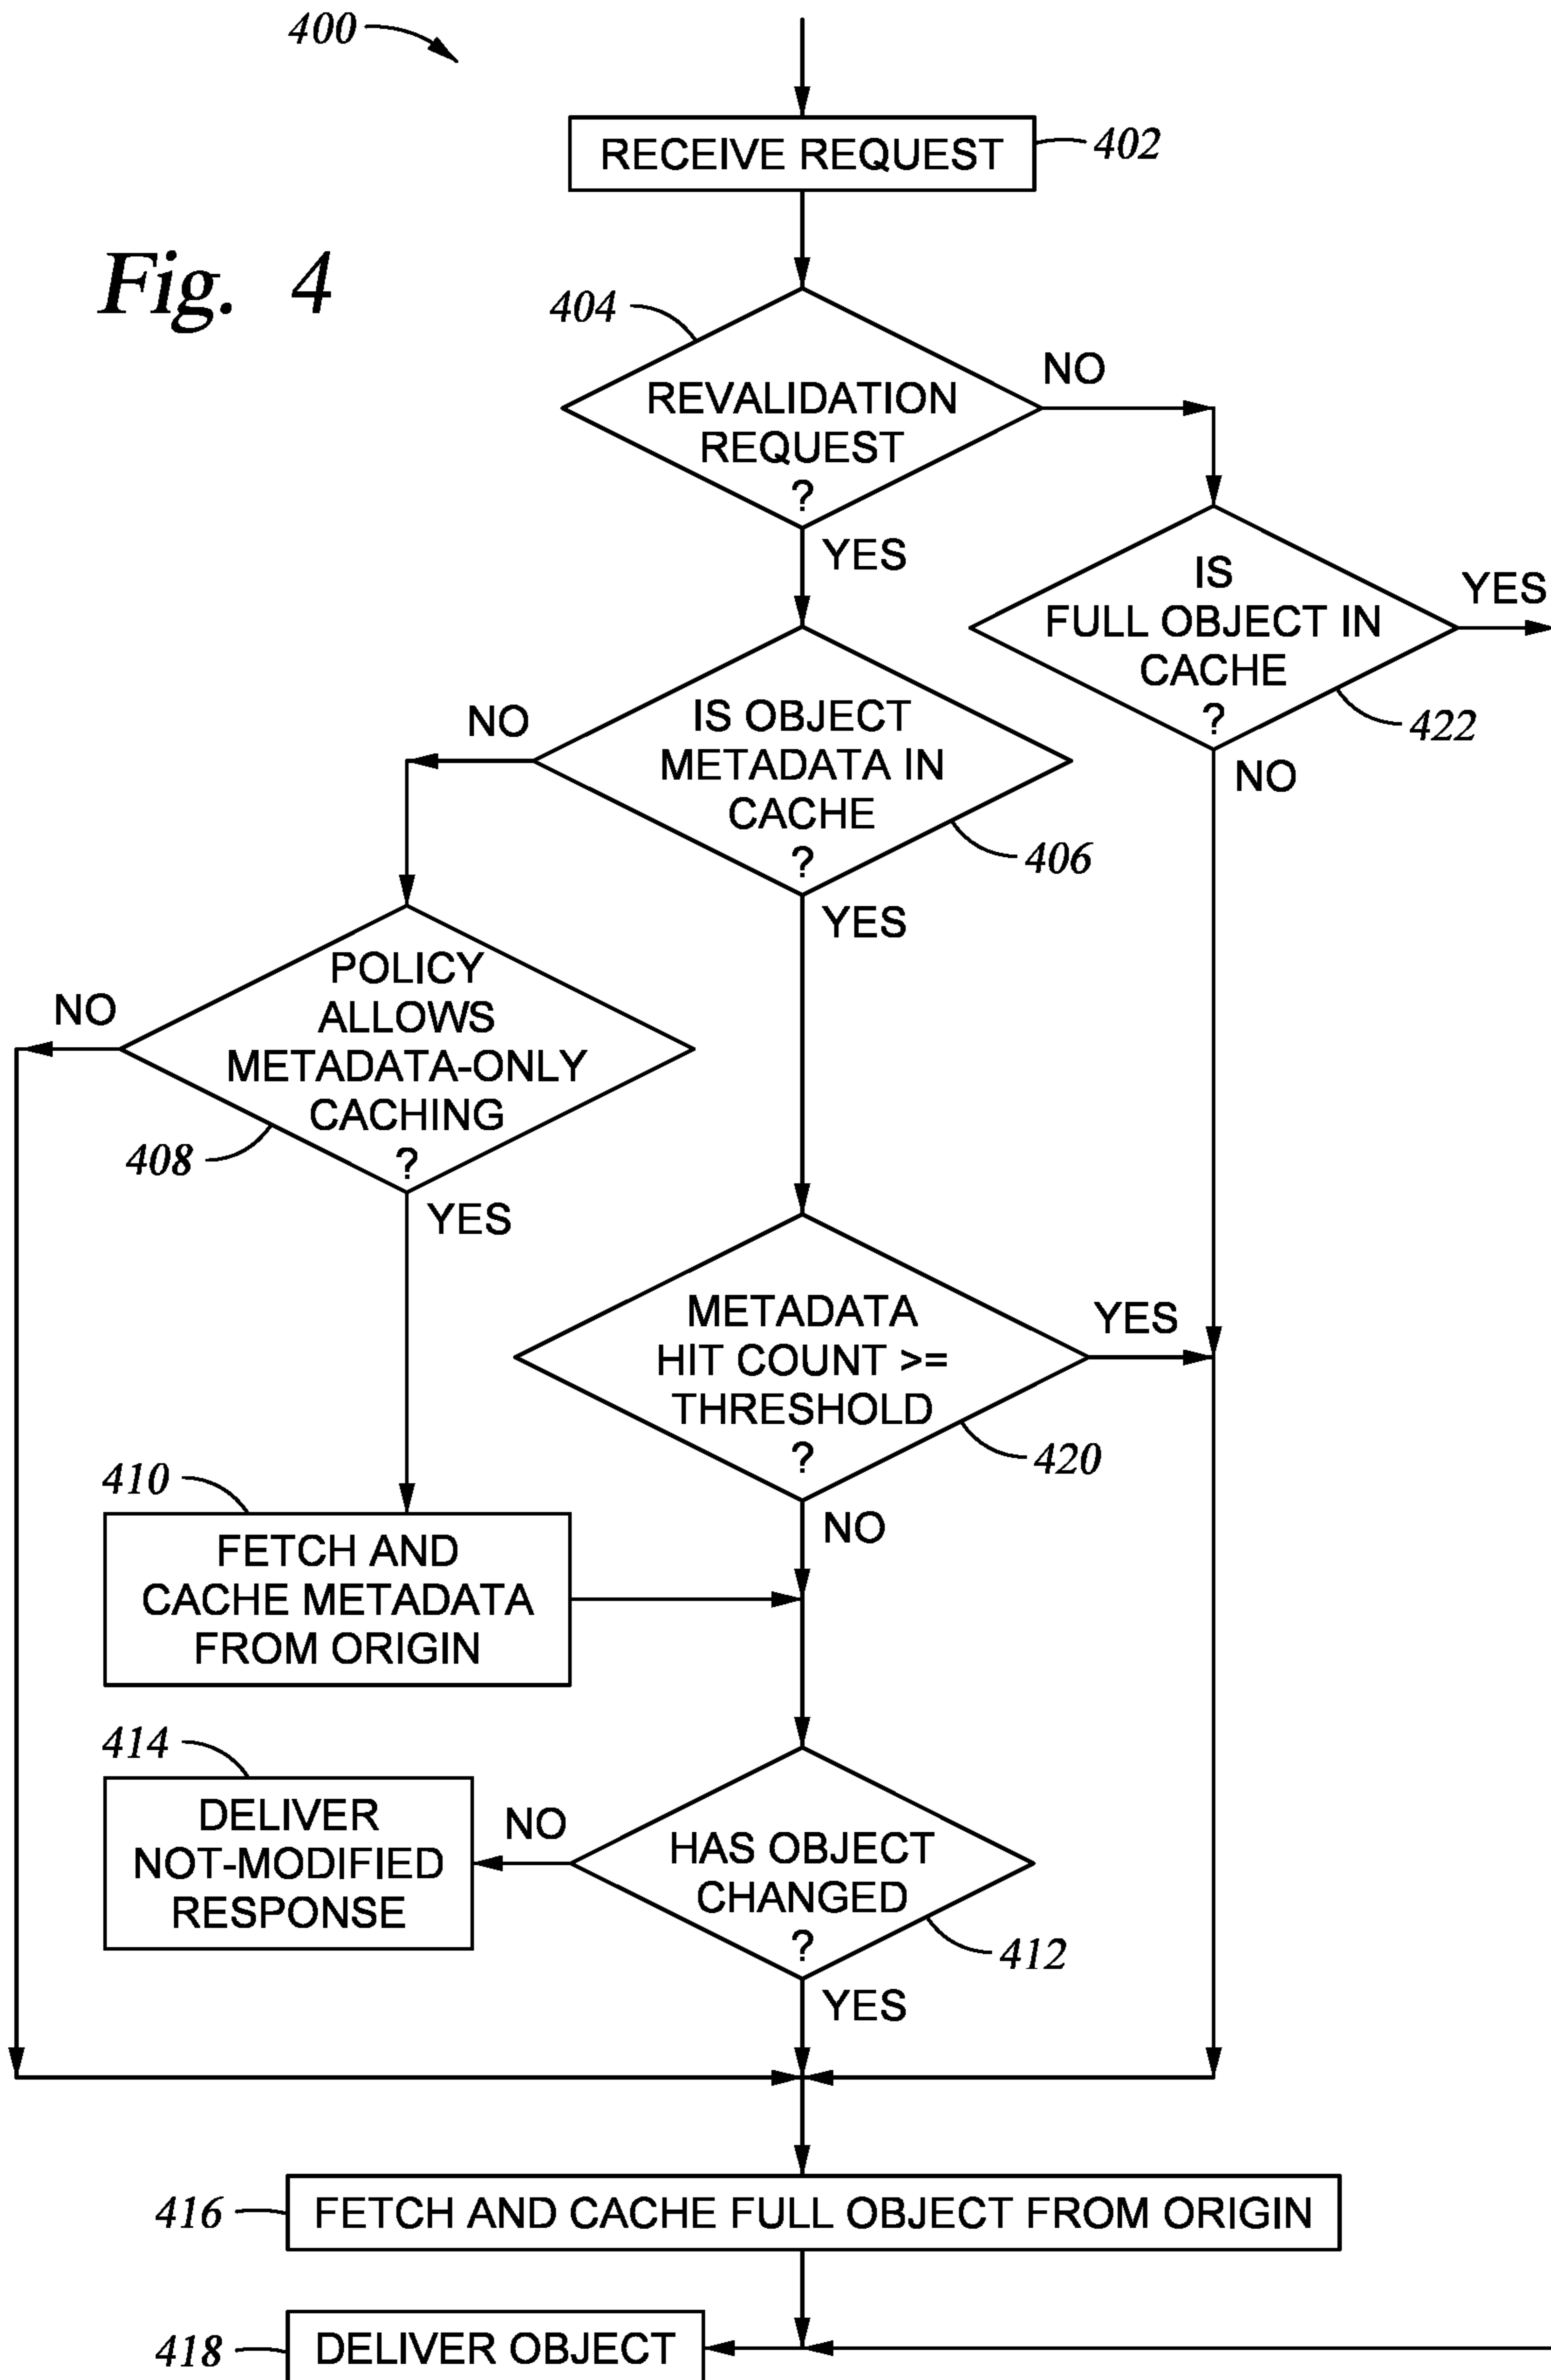 400
RECEIVE REQUEST
402
Fig. 4
404
REVALIDATION
REQUEST
?
NO
YES
IS
FULL OBJECT IN
CACHE
?
YES
422
NO
NO
IS OBJECT
METADATA IN
CACHE
?
406
YES
NO
POLICY
ALLOWS
METADATA-ONLY
CACHING
?
408
YES
METADATA
HIT COUNT >=
THRESHOLD
?
YES
420
NO
410
FETCH AND
CACHE METADATA
FROM ORIGIN
414
DELIVER
NOT-MODIFIED
RESPONSE
NO
HAS OBJECT
CHANGED
?
412
YES
416
FETCH AND CACHE FULL OBJECT FROM ORIGIN
418
DELIVER OBJECT